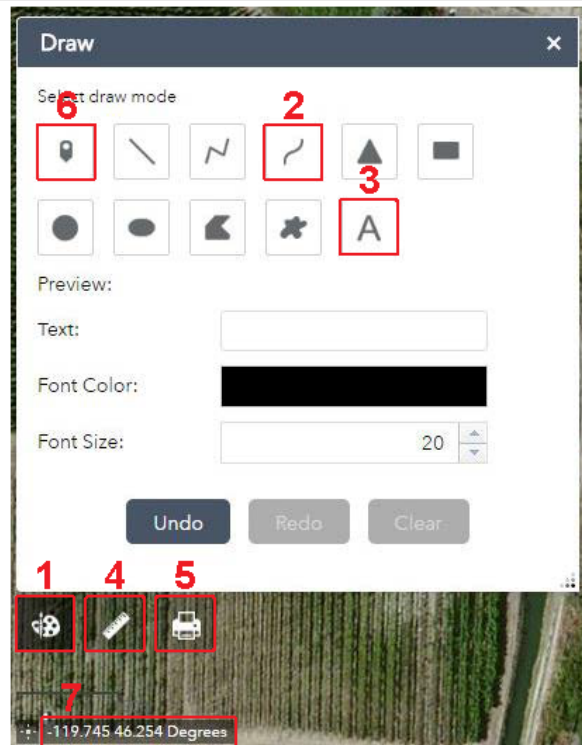 Draw ×
Select draw mode
6
2
3
A
Preview:
Text:
Font Color:
Font Size: 20
Undo Redo Clear
1 4 5
7
-119.745 46.254 Degrees